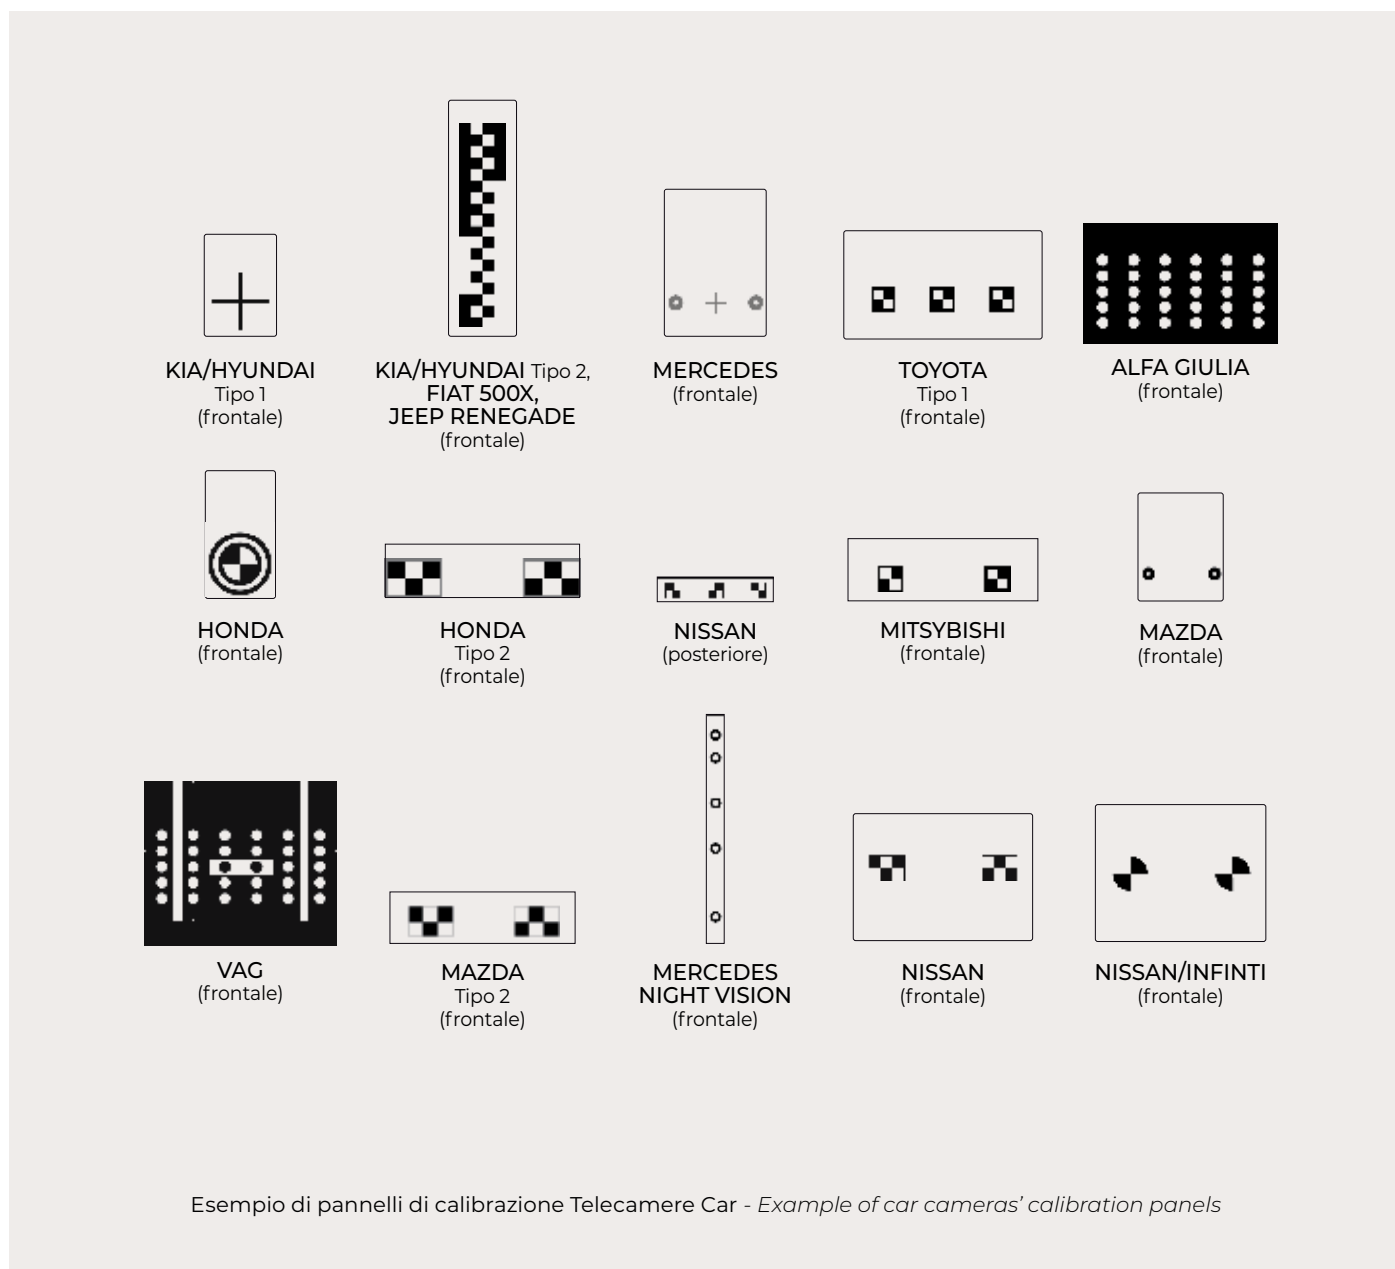 KIA/HYUNDAI
Tipo 1
(frontale)
KIA/HYUNDAI Tipo 2,
FIAT 500X,
JEEP RENEGADE
(frontale)
MERCEDES
(frontale)
TOYOTA
Tipo 1
(frontale)
ALFA GIULIA
(frontale)
HONDA
(frontale)
HONDA
Tipo 2
(frontale)
NISSAN
(posteriore)
MITSYBISHI
(frontale)
MAZDA
(frontale)
VAG
(frontale)
MAZDA
Tipo 2
(frontale)
MERCEDES
NIGHT VISION
(frontale)
NISSAN
(frontale)
NISSAN/INFINTI
(frontale)
Esempio di pannelli di calibrazione Telecamere Car - Example of car cameras’ calibration panels